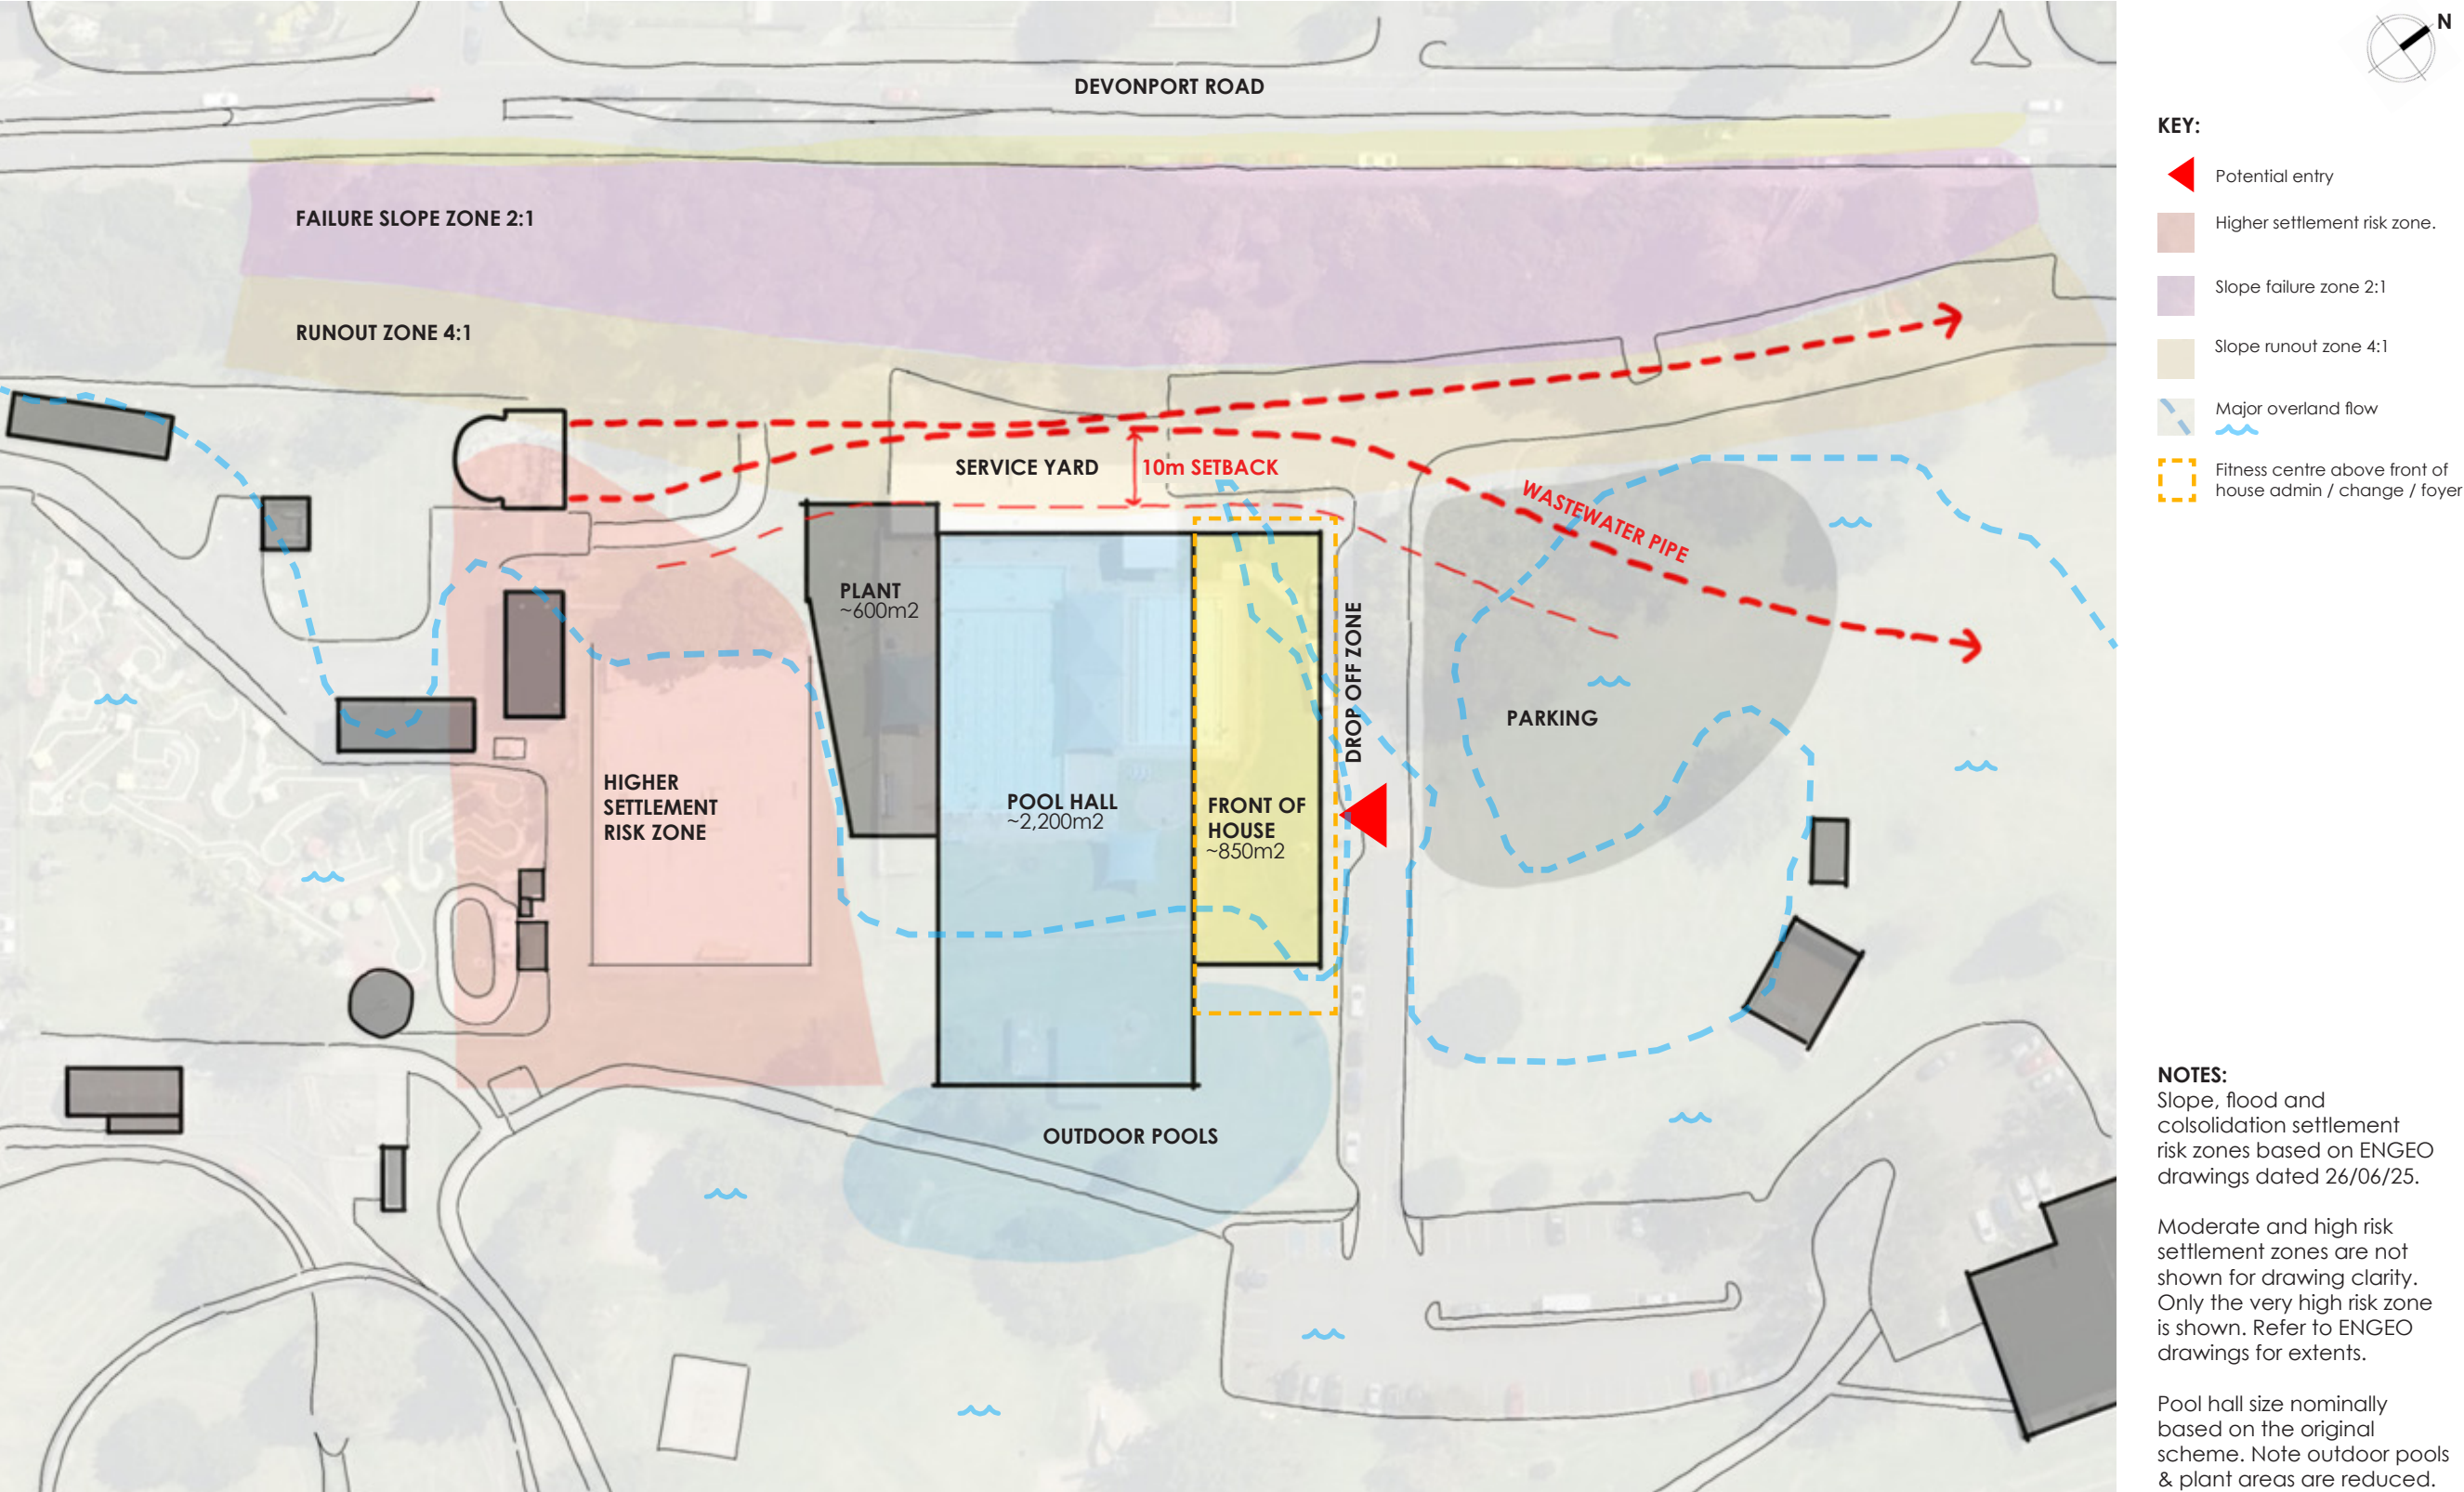 DEVONPORT ROAD
FAILURE SLOPE ZONE 2:1
RUNOUT ZONE 4:1
SERVICE YARD
10m SETBACK
WASTEWATER PIPE
PLANT
~600m2
DROP OFF ZONE
PARKING
HIGHER
SETTLEMENT
RISK ZONE
POOL HALL
~2,200m2
FRONT OF
HOUSE
~850m2
OUTDOOR POOLS
N
KEY:
Potential entry
Higher settlement risk zone.
Slope failure zone 2:1
Slope runout zone 4:1
Major overland flow
Fitness centre above front of
house admin / change / foyer
NOTES:
Slope, flood and
colsolidation settlement
risk zones based on ENGEO
drawings dated 26/06/25.
Moderate and high risk
settlement zones are not
shown for drawing clarity.
Only the very high risk zone
is shown. Refer to ENGEO
drawings for extents.
Pool hall size nominally
based on the original
scheme. Note outdoor pools
& plant areas are reduced.